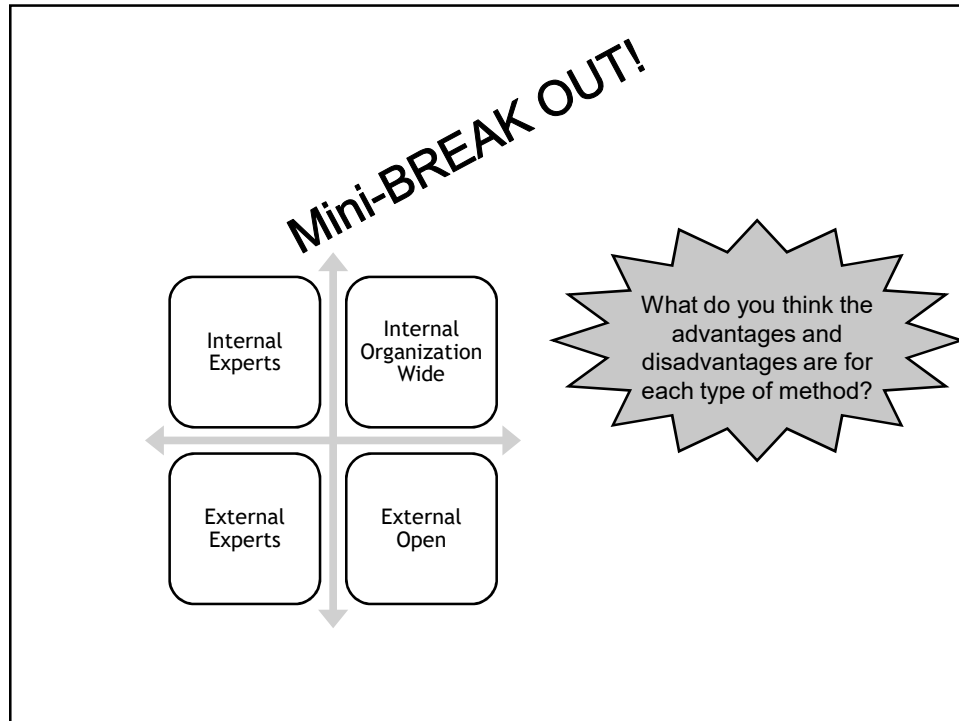 Mini-BREAK OUT!
Internal
Experts
Internal
Organization
Wide
External
Experts
External
Open
What do you think the
advantages and
disadvantages are for
each type of method?